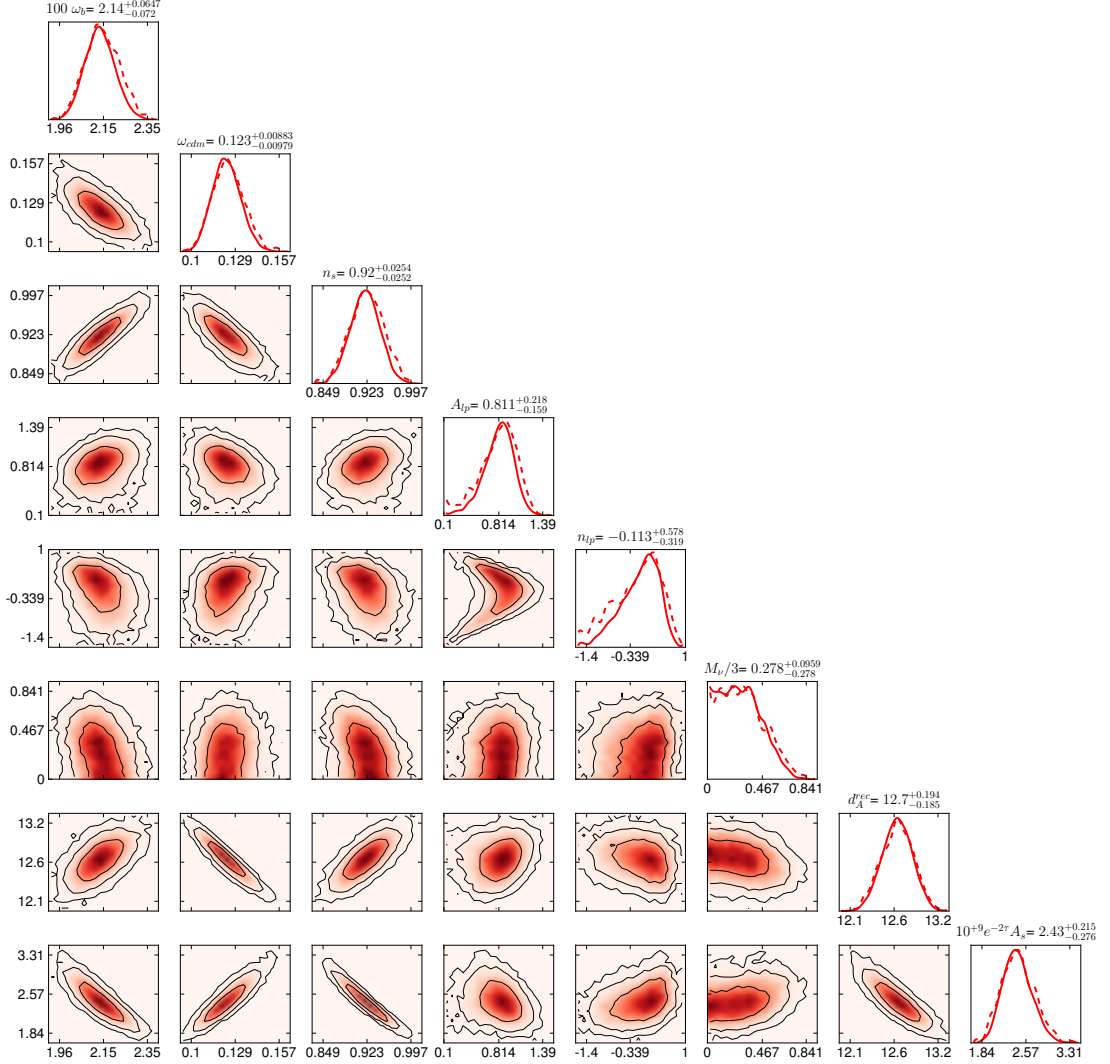 100 ω_b = 2.14^{+0.0647}_{-0.072}
1.96 2.15 2.35
ω_{cdm} = 0.123^{+0.00883}_{-0.00979}
0.157
0.129
0.1
0.1 0.129 0.157
n_s = 0.92^{+0.0254}_{-0.0252}
0.997
0.923
0.849
0.849 0.923 0.997
A_{lp} = 0.811^{+0.218}_{-0.159}
1.39
0.814
0.1
0.1 0.814 1.39
n_{lp} = −0.113^{+0.578}_{-0.319}
1
-0.339
-1.4
-1.4 -0.339 1
M_ν/3 = 0.278^{+0.0959}_{-0.278}
0.841
0.467
0
0 0.467 0.841
d_A^{rec} = 12.7^{+0.194}_{-0.185}
13.2
12.6
12.1
12.1 12.6 13.2
10^{+9}e^{-2τ}A_s = 2.43^{+0.215}_{-0.276}
3.31
2.57
1.84
1.96 2.15 2.35 0.1 0.129 0.157 0.849 0.923 0.997 0.1 0.814 1.39 -1.4 -0.339 1 0 0.467 0.841 12.1 12.6 13.2 1.84 2.57 3.31